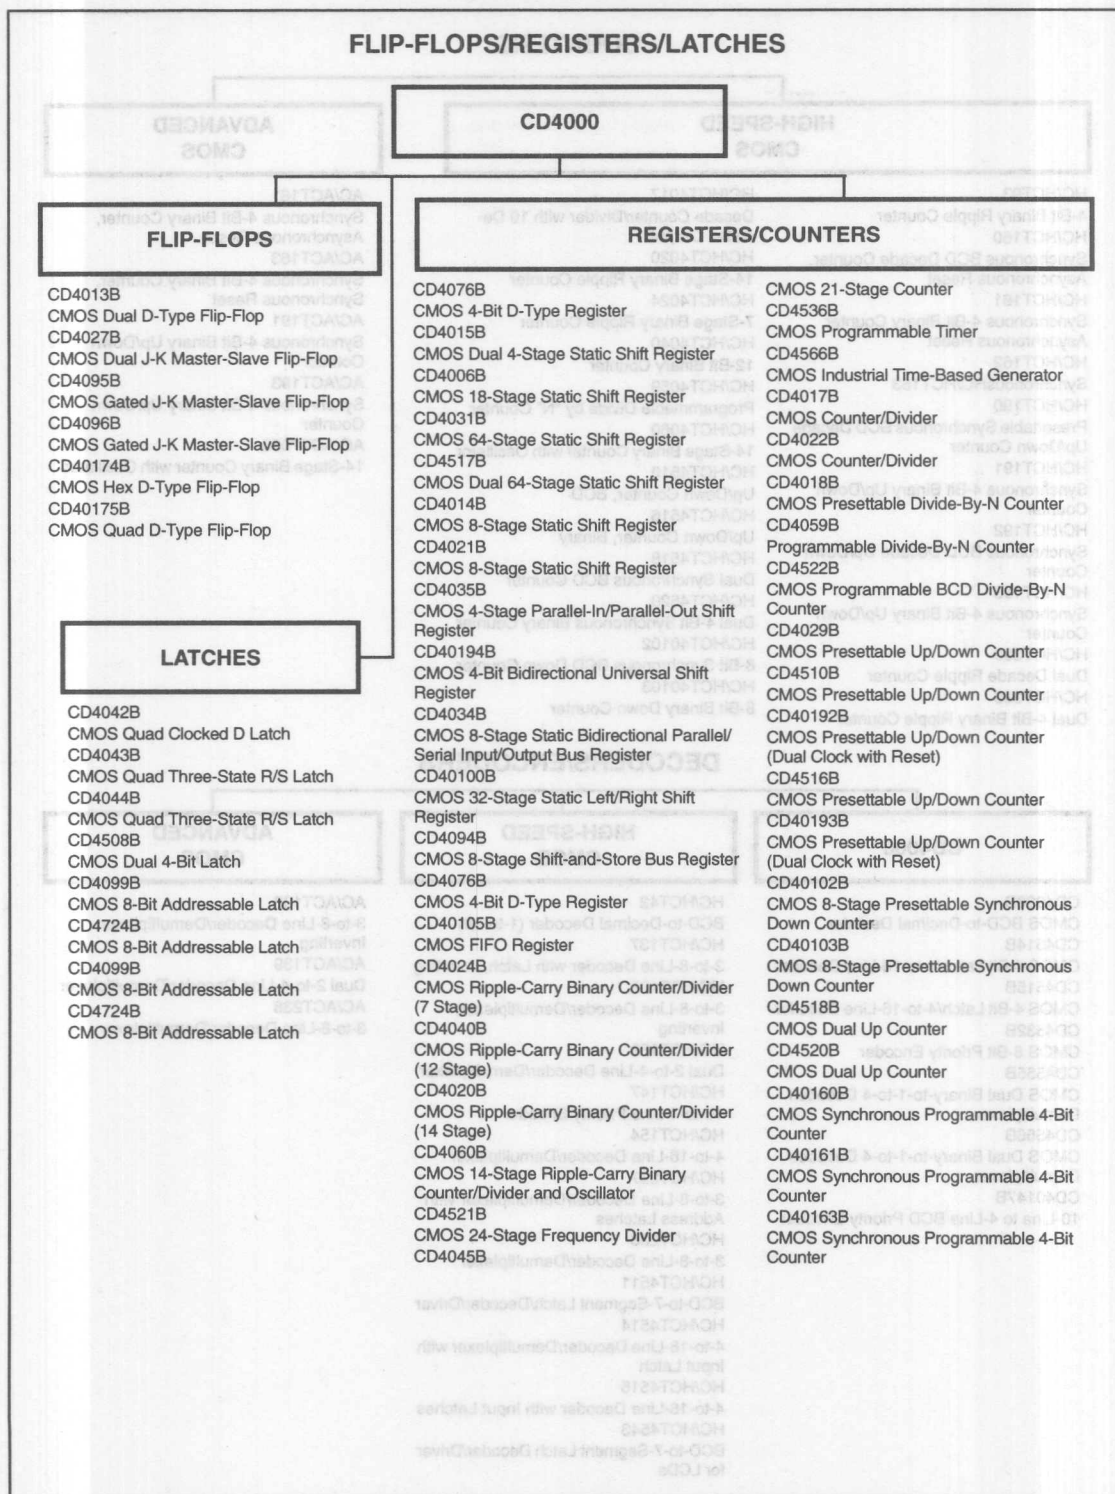 FLIP-FLOPS/REGISTERS/LATCHES
CD4000
FLIP-FLOPS
CD4013B
CMOS Dual D-Type Flip-Flop
CD4027B
CMOS Dual J-K Master-Slave Flip-Flop
CD4095B
CMOS Gated J-K Master-Slave Flip-Flop
CD4096B
CMOS Gated J-K Master-Slave Flip-Flop
CD40174B
CMOS Hex D-Type Flip-Flop
CD40175B
CMOS Quad D-Type Flip-Flop
LATCHES
CD4042B
CMOS Quad Clocked D Latch
CD4043B
CMOS Quad Three-State R/S Latch
CD4044B
CMOS Quad Three-State R/S Latch
CD4508B
CMOS Dual 4-Bit Latch
CD4099B
CMOS 8-Bit Addressable Latch
CD4724B
CMOS 8-Bit Addressable Latch
CD4099B
CMOS 8-Bit Addressable Latch
CD4724B
CMOS 8-Bit Addressable Latch
REGISTERS/COUNTERS
CD4076B
CMOS 4-Bit D-Type Register
CD4015B
CMOS Dual 4-Stage Static Shift Register
CD4006B
CMOS 18-Stage Static Shift Register
CD4031B
CMOS 64-Stage Static Shift Register
CD4517B
CMOS Dual 64-Stage Static Shift Register
CD4014B
CMOS 8-Stage Static Shift Register
CD4021B
CMOS 8-Stage Static Shift Register
CD4035B
CMOS 4-Stage Parallel-In/Parallel-Out Shift
Register
CD40194B
CMOS 4-Bit Bidirectional Universal Shift
Register
CD4034B
CMOS 8-Stage Static Bidirectional Parallel/
Serial Input/Output Bus Register
CD40100B
CMOS 32-Stage Static Left/Right Shift
Register
CD4094B
CMOS 8-Stage Shift-and-Store Bus Register
CD4076B
CMOS 4-Bit D-Type Register
CD40105B
CMOS FIFO Register
CD4024B
CMOS Ripple-Carry Binary Counter/Divider
(7 Stage)
CD4040B
CMOS Ripple-Carry Binary Counter/Divider
(12 Stage)
CD4020B
CMOS Ripple-Carry Binary Counter/Divider
(14 Stage)
CD4060B
CMOS 14-Stage Ripple-Carry Binary
Counter/Divider and Oscillator
CD4521B
CMOS 24-Stage Frequency Divider
CD4045B
CMOS 21-Stage Counter
CD4536B
CMOS Programmable Timer
CD4566B
CMOS Industrial Time-Based Generator
CD4017B
CMOS Counter/Divider
CD4022B
CMOS Counter/Divider
CD4018B
CMOS Presettable Divide-By-N Counter
CD4059B
Programmable Divide-By-N Counter
CD4522B
CMOS Programmable BCD Divide-By-N
Counter
CD4029B
CMOS Presettable Up/Down Counter
CD4510B
CMOS Presettable Up/Down Counter
CD40192B
CMOS Presettable Up/Down Counter
(Dual Clock with Reset)
CD4516B
CMOS Presettable Up/Down Counter
CD40193B
CMOS Presettable Up/Down Counter
(Dual Clock with Reset)
CD40102B
CMOS 8-Stage Presettable Synchronous
Down Counter
CD40103B
CMOS 8-Stage Presettable Synchronous
Down Counter
CD4518B
CMOS Dual Up Counter
CD4520B
CMOS Dual Up Counter
CD40160B
CMOS Synchronous Programmable 4-Bit
Counter
CD40161B
CMOS Synchronous Programmable 4-Bit
Counter
CD40163B
CMOS Synchronous Programmable 4-Bit
Counter